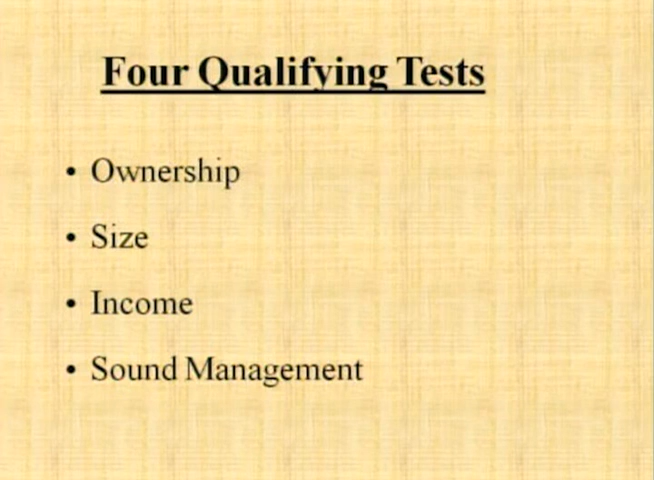 Four Qualifying Tests
• Ownership
• Size
• Income
• Sound Management